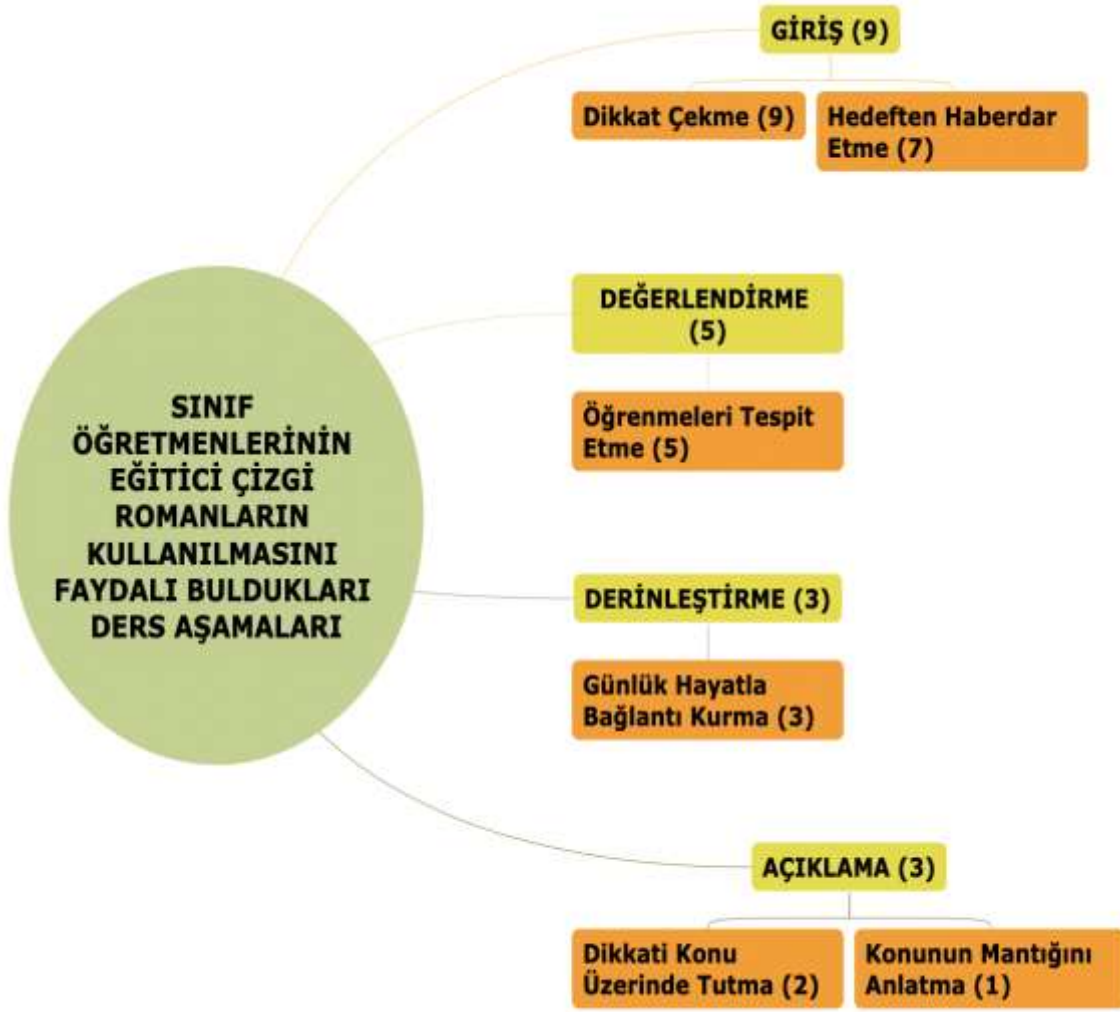 GİRİŞ (9)
Dikkat Çekme (9)
Hedeften Haberdar
Etme (7)
DEĞERLENDİRME
(5)
Öğrenmeleri Tespit
Etme (5)
SINIF
ÖĞRETMENLERİNİN
EĞİTİCİ ÇİZGİ
ROMANLARIN
KULLANILMASINI
FAYDALI BULDUKLARI
DERS AŞAMALARI
DERİNLEŞTİRME (3)
Günlük Hayatla
Bağlantı Kurma (3)
AÇIKLAMA (3)
Dikkati Konu
Üzerinde Tutma (2)
Konunun Mantığını
Anlatma (1)